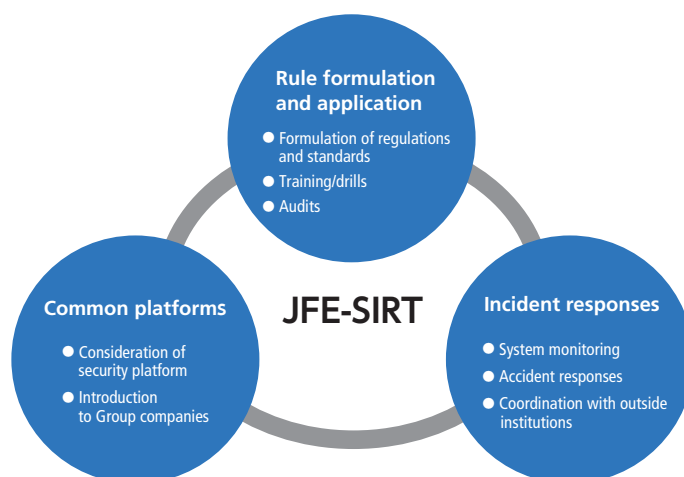 Rule formulation
and application
● Formulation of regulations
and standards
● Training/drills
● Audits
JFE-SIRT
Common platforms
● Consideration of
security platform
● Introduction
to Group companies
Incident responses
● System monitoring
● Accident responses
● Coordination with outside
institutions